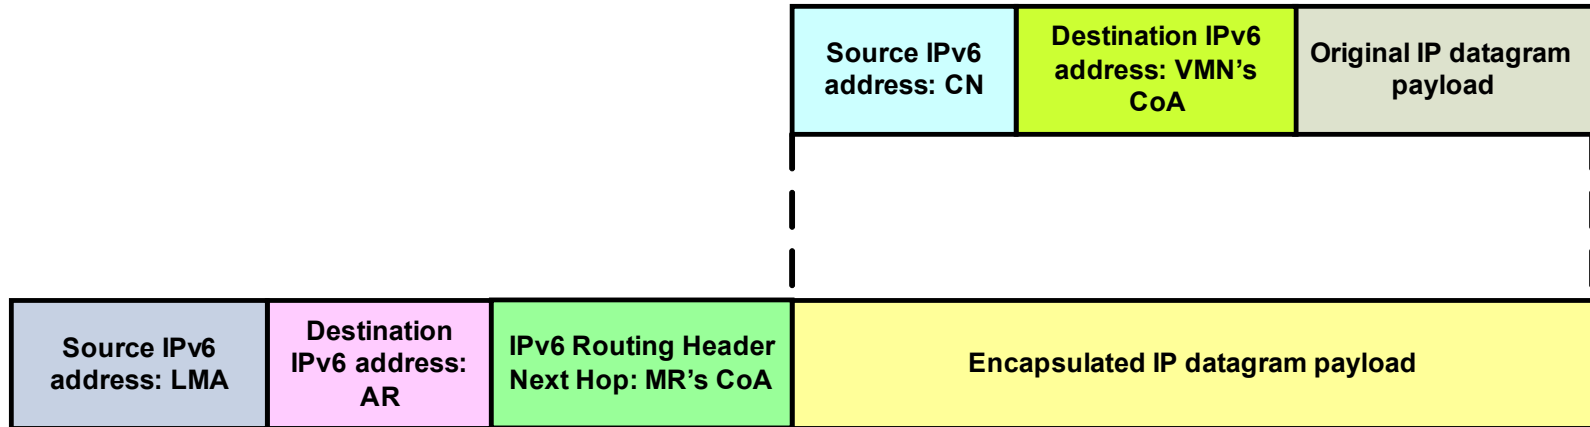 Source IPv6
address: CN
Destination IPv6
address: VMN’s
CoA
Original IP datagram
payload
Source IPv6
address: LMA
Destination
IPv6 address:
AR
IPv6 Routing Header
Next Hop: MR’s CoA
Encapsulated IP datagram payload